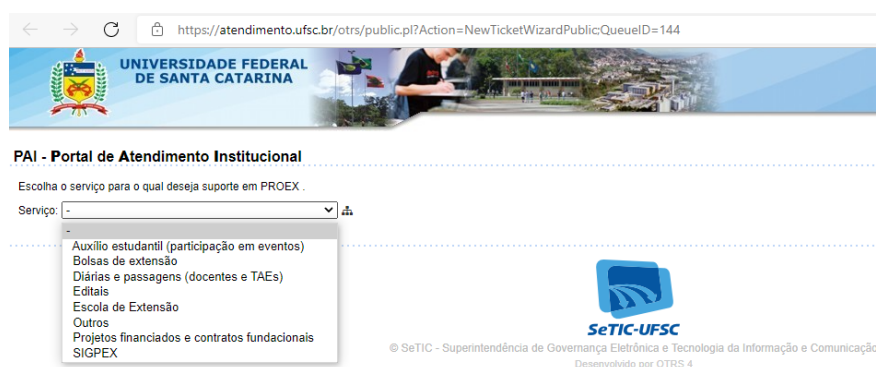 https://atendimento.ufsc.br/otrs/public.pl?Action=NewTicketWizardPublic;QueueID=144
UNIVERSIDADE FEDERAL
DE SANTA CATARINA
PAI - Portal de Atendimento Institucional
Escolha o serviço para o qual deseja suporte em PROEX .
Serviço: -
-
Auxílio estudantil (participação em eventos)
Bolsas de extensão
Diárias e passagens (docentes e TAEs)
Editais
Escola de Extensão
Outros
Projetos financiados e contratos fundacionais
SIGPEX
SeTIC-UFSC
© SeTIC - Superintendência de Governança Eletrônica e Tecnologia da Informação e Comunicação
Desenvolvido por OTRS 4